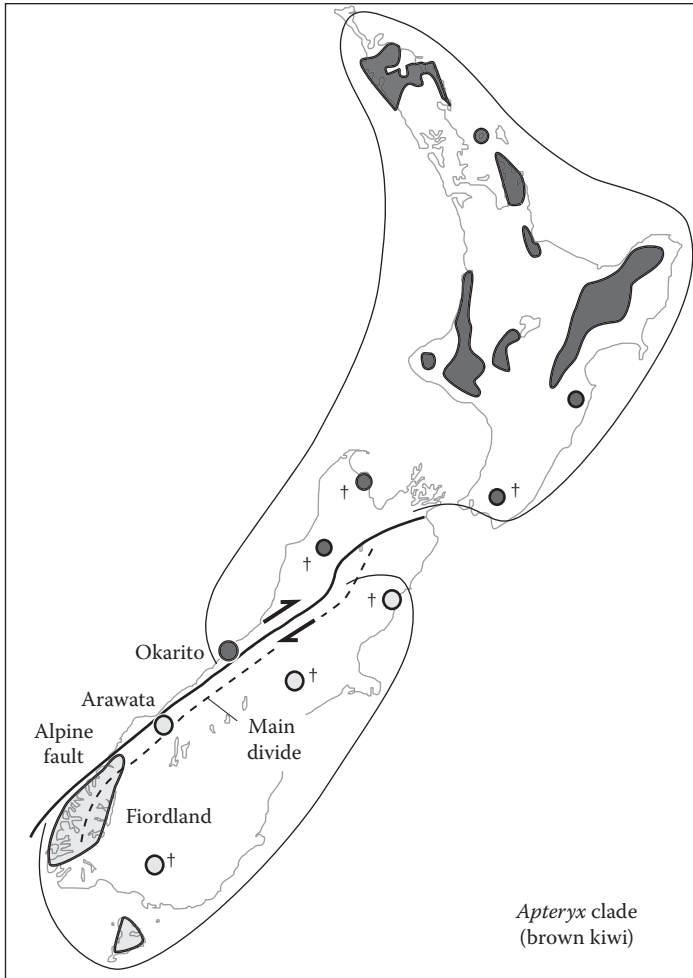 †
†
†
†
Okarito
†
Arawata
Main
divide
Alpine
fault
Fiordland
†
Apteryx clade
(brown kiwi)